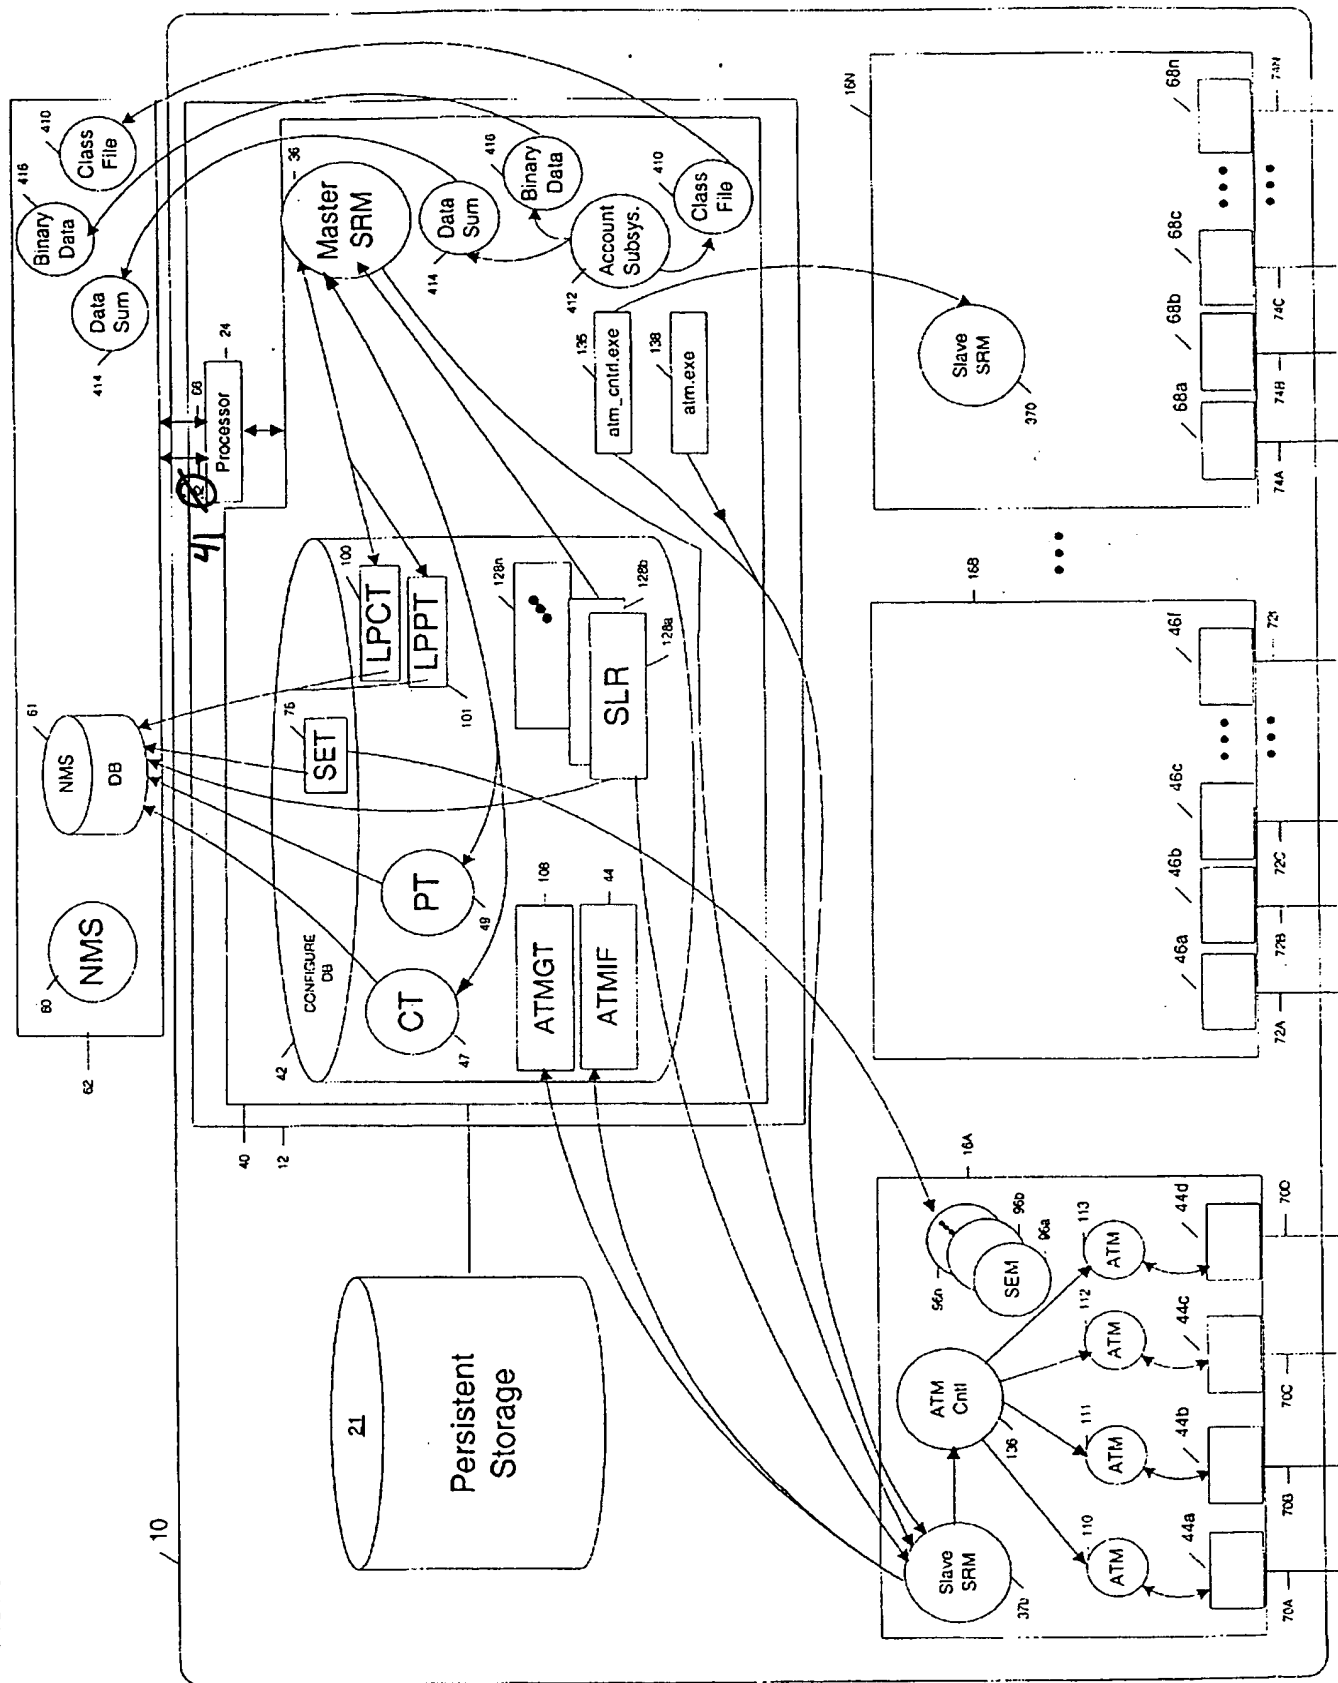 10
62
60
NMS
61
NMS
DB
414
Data
Sum
416
Binary
Data
410
Class
File
41
68
24
Processor
21
Persistent
Storage
40
12
42
CONFIGURE
DB
CT
47
PT
49
76
SET
100
LPCT
LPPT
101
ATMGT
108
ATMIF
44
128n
128b
SLR
128a
36
Master
SRM
Data
Sum
414
416
Binary
Data
Account
Subsys.
412
410
Class
File
135
atm_cntrl.exe
138
atm.exe
16A
Slave
SRM
37b
ATM
Cntl
136
96n
SEM
96b
96a
110
ATM
111
ATM
112
ATM
113
ATM
44a
44b
44c
44d
70A
70B
70C
70D
16B
46a
46b
46c
46f
72A
72B
72C
72f
16N
Slave
SRM
370
68a
68b
68c
68n
74A
74B
74C
74N